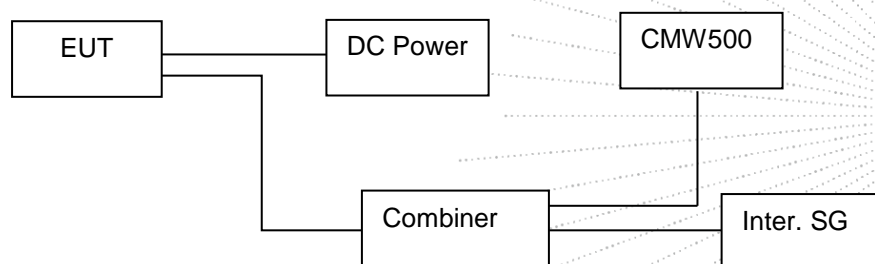 EUT
DC Power
CMW500
Combiner
Inter. SG